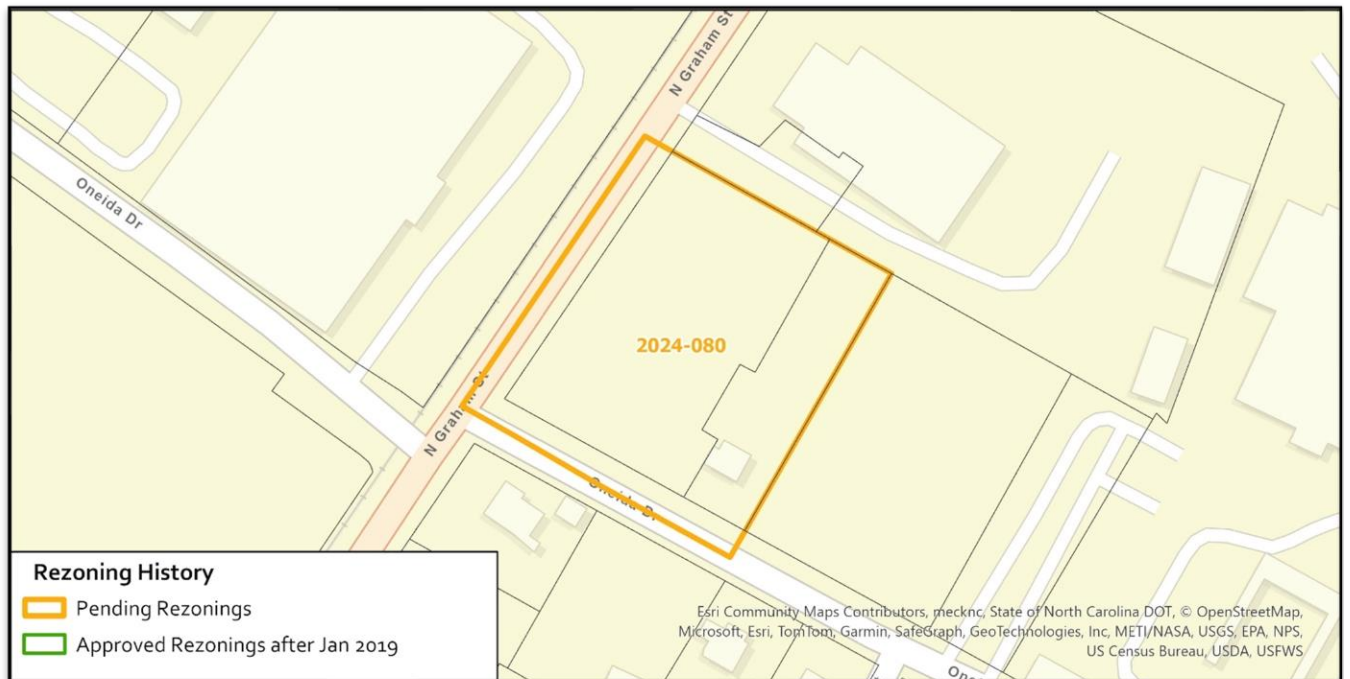 N Graham St
Oneida Dr
2024-080
N Graham St
Oneida Dr
Rezoning History
Pending Rezonings
Approved Rezonings after Jan 2019
Esri Community Maps Contributors, mecknc, State of North Carolina DOT, © OpenStreetMap,
Microsoft, Esri, TomTom, Garmin, SafeGraph, GeoTechnologies, Inc, METI/NASA, USGS, EPA, NPS,
US Census Bureau, USDA, USFWS